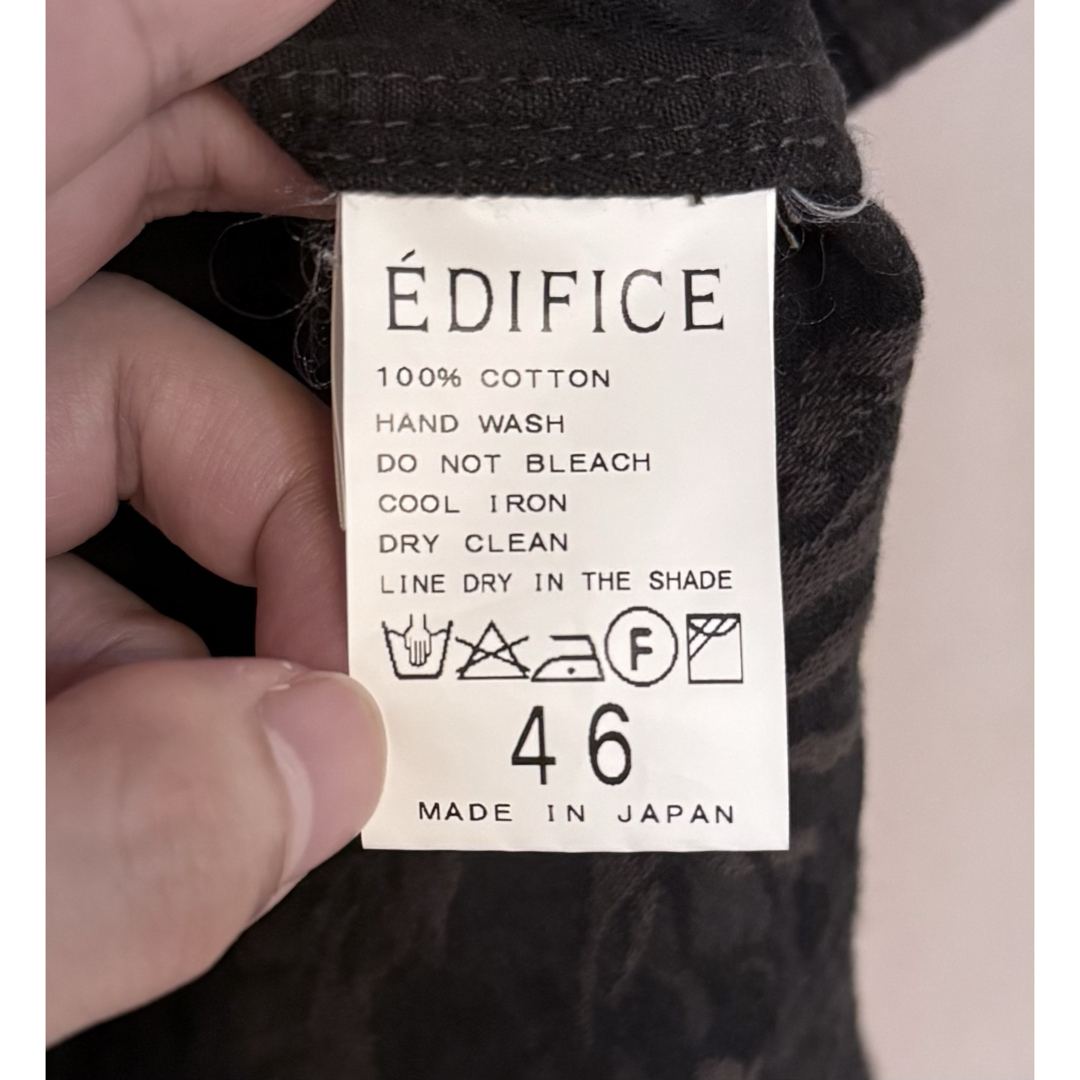 ÉDIFICE
100% COTTON
HAND WASH
DO NOT BLEACH
COOL IRON
DRY CLEAN
LINE DRY IN THE SHADE
F
46
MADE IN JAPAN